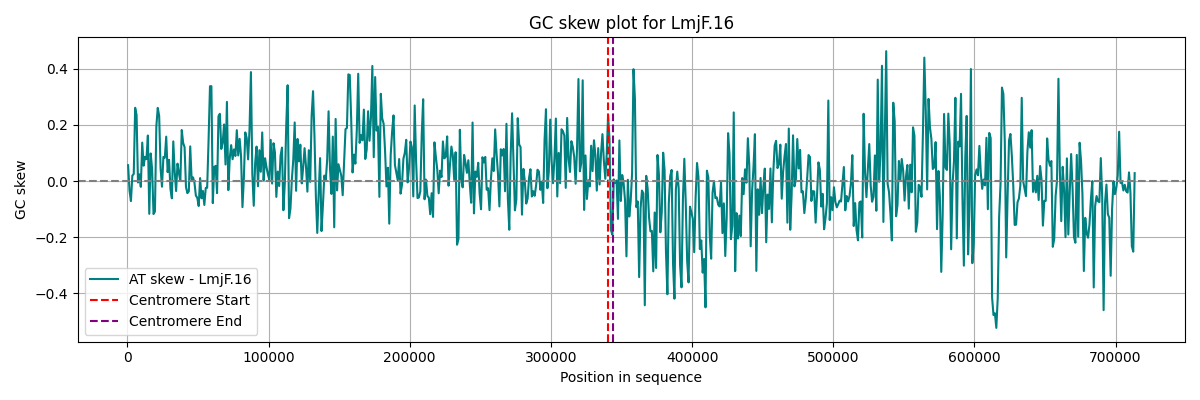 GC skew plot for LmjF.16
GC skew
0.4
0.2
0.0
−0.2
−0.4
AT skew - LmjF.16
Centromere Start
Centromere End
0 100000 200000 300000 400000 500000 600000 700000
Position in sequence